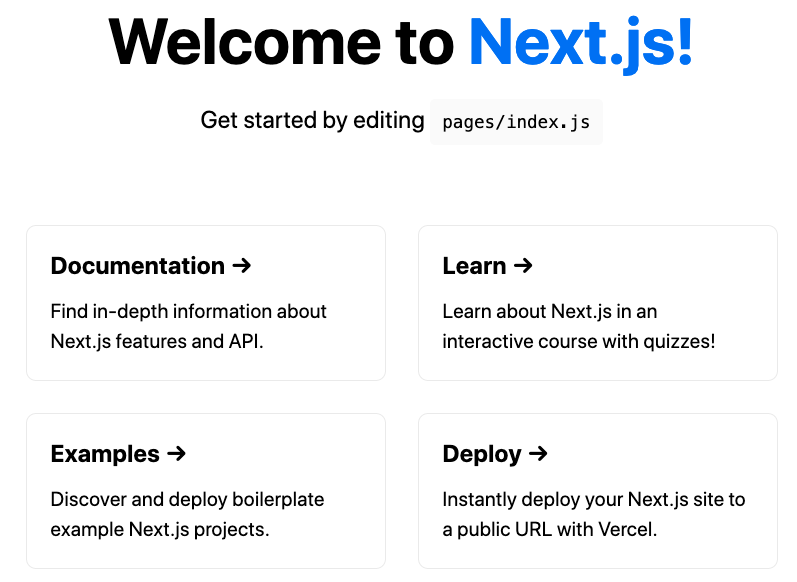 Welcome to Next.js!
Get started by editing pages/index.js
Documentation →
Find in-depth information about
Next.js features and API.
Learn →
Learn about Next.js in an
interactive course with quizzes!
Examples →
Discover and deploy boilerplate
example Next.js projects.
Deploy →
Instantly deploy your Next.js site to
a public URL with Vercel.